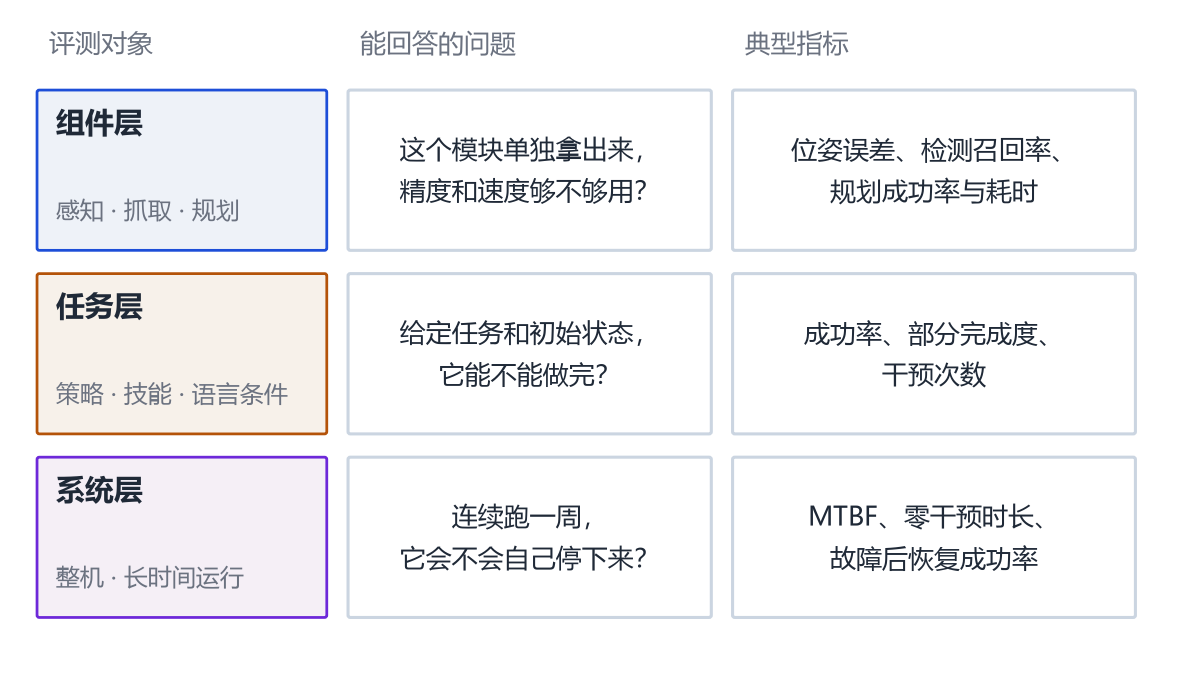 评测对象
能回答的问题
典型指标
组件层
感知 · 抓取 · 规划
这个模块单独拿出来，
精度和速度够不够用？
位姿误差、检测召回率、
规划成功率与耗时
任务层
策略 · 技能 · 语言条件
给定任务和初始状态，
它能不能做完？
成功率、部分完成度、
干预次数
系统层
整机 · 长时间运行
连续跑一周，
它会不会自己停下来？
MTBF、零干预时长、
故障后恢复成功率